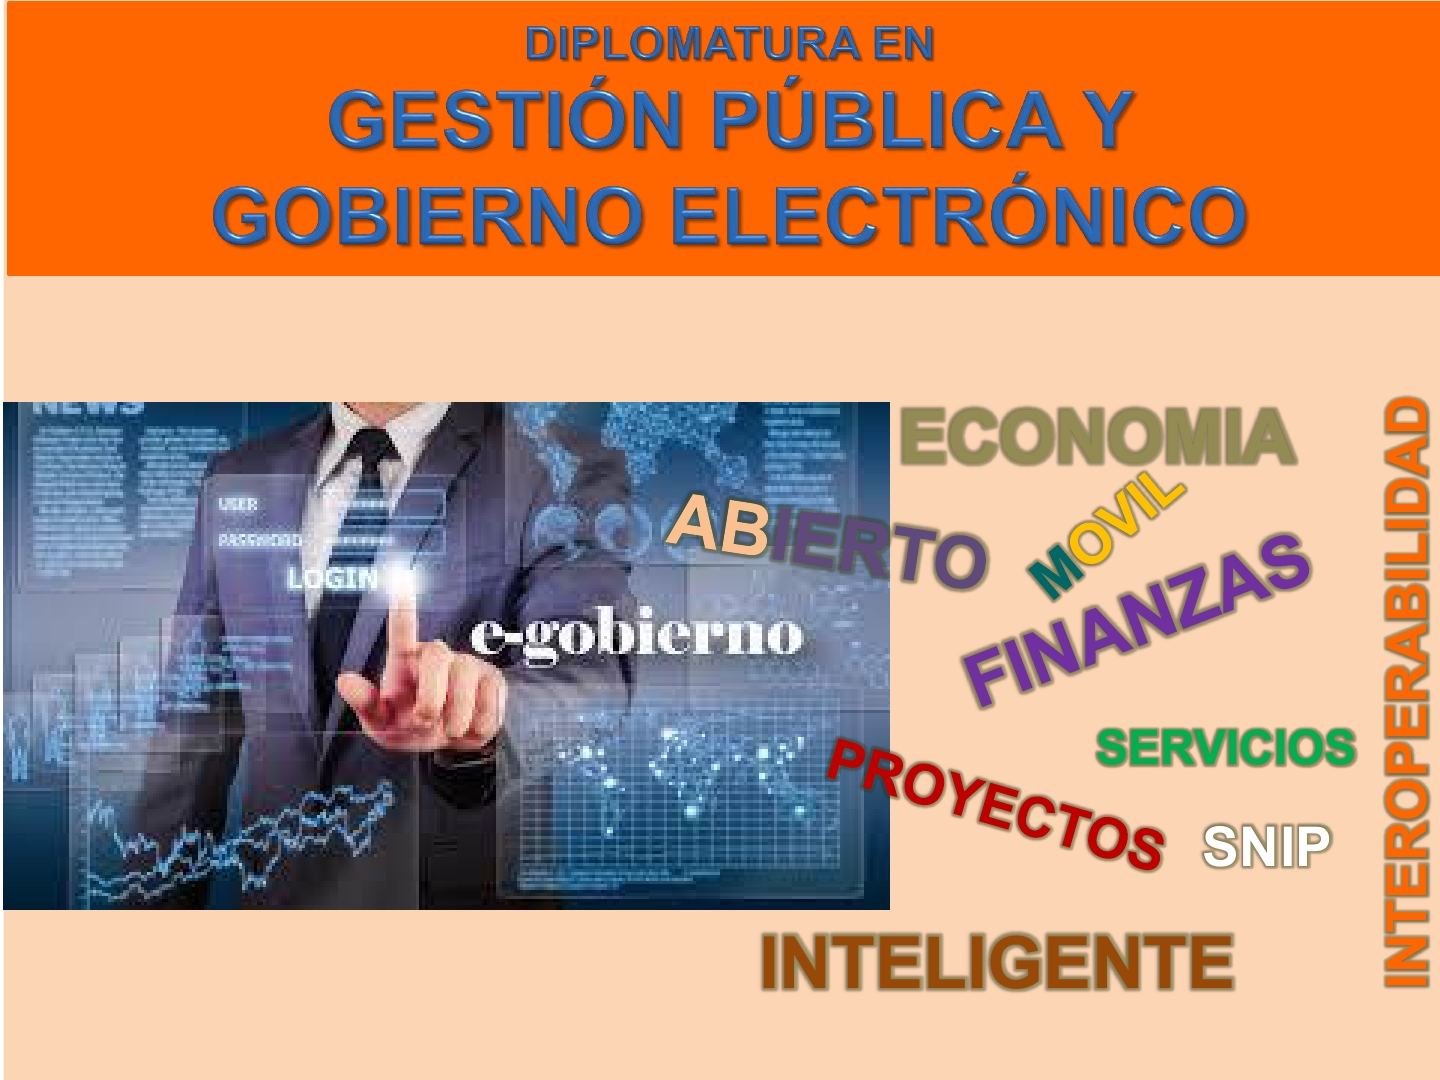 DIPLOMATURA EN
GESTIÓN PÚBLICA Y
GOBIERNO ELECTRÓNICO
NEWS
USER
PASSWORD
LOGIN
e-gobierno
ABIERTO
ECONOMIA
MOVIL
FINANZAS
SERVICIOS
PROYECTOS
SNIP
INTELIGENTE
INTEROPERABILIDAD